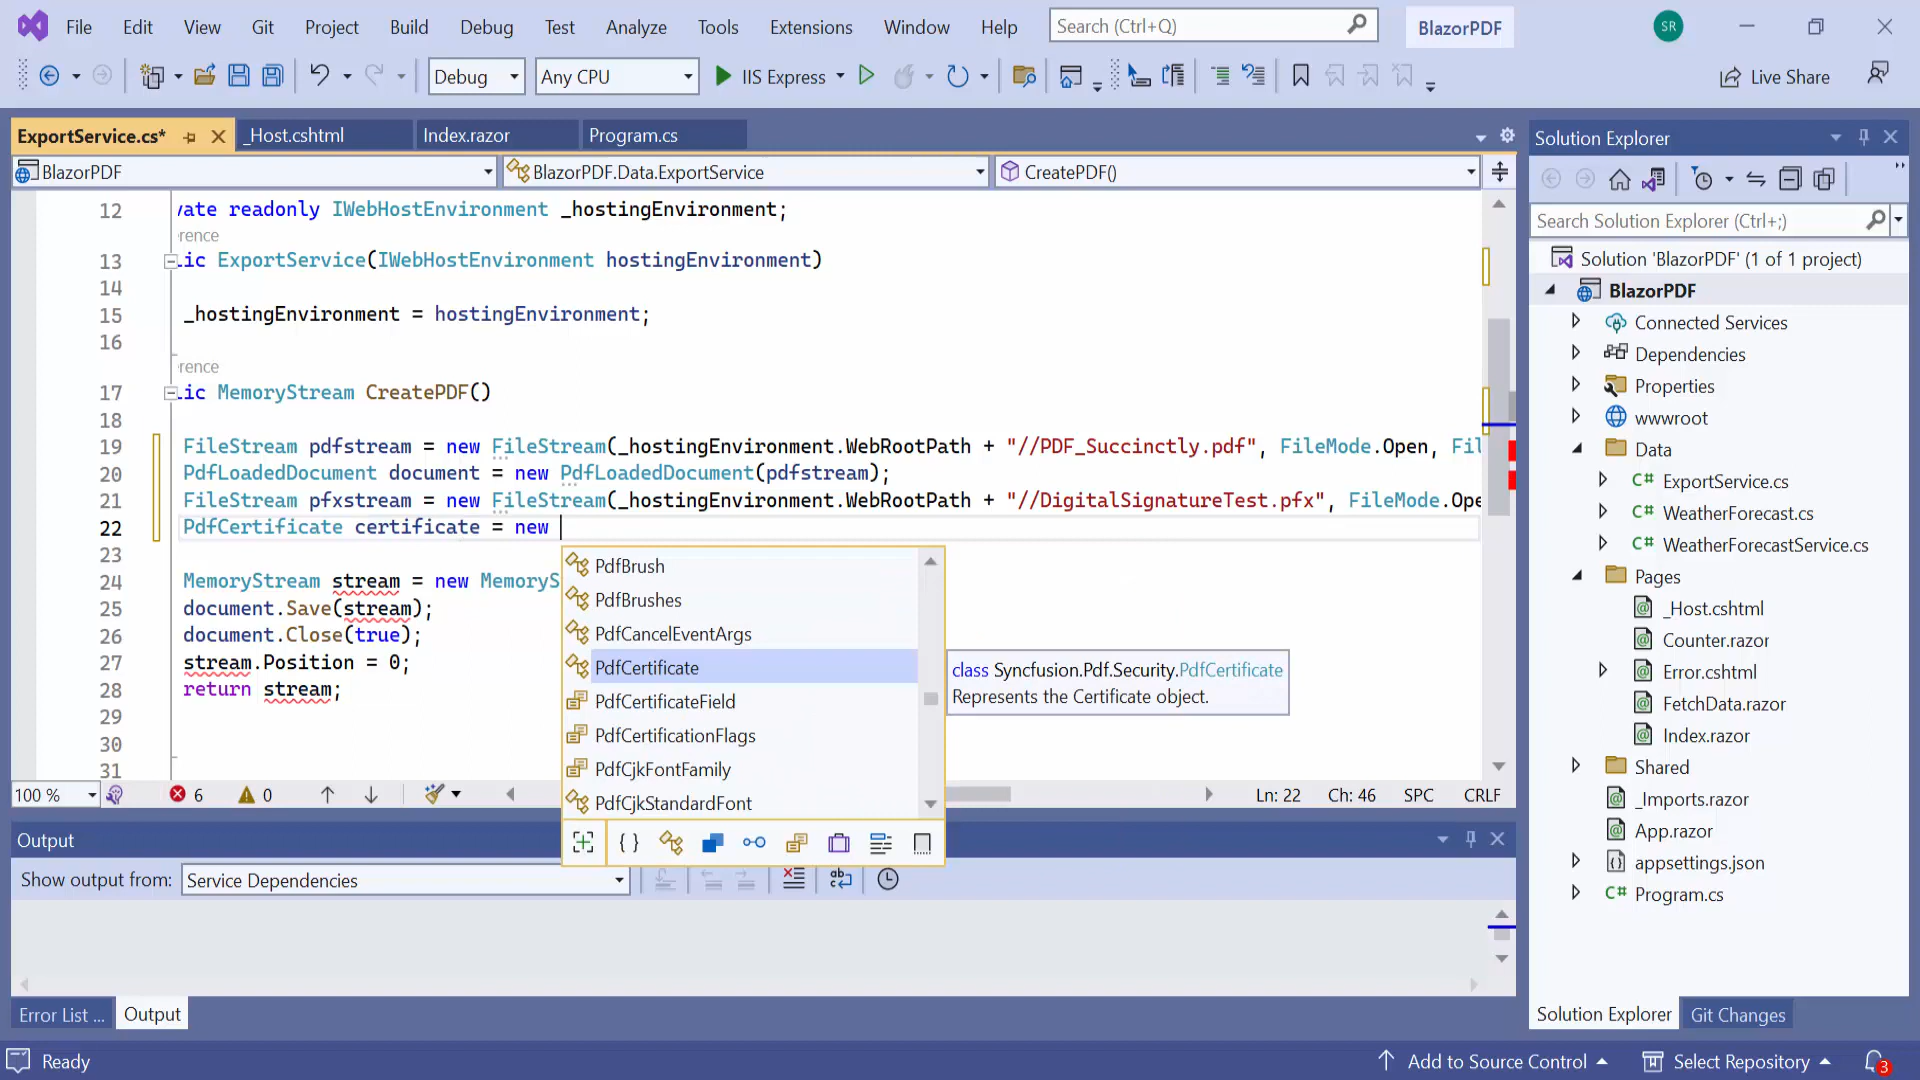 File Edit View Git Project Build Debug Test Analyze Tools Extensions Window Help Search (Ctrl+Q) BlazorPDF SR
Debug Any CPU IIS Express Live Share
ExportService.cs* _Host.cshtml Index.razor Program.cs
BlazorPDF BlazorPDF.Data.ExportService CreatePDF()
12 vate readonly IWebHostEnvironment _hostingEnvironment;
rence
13 lic ExportService(IWebHostEnvironment hostingEnvironment)
14
15 _hostingEnvironment = hostingEnvironment;
16
rence
17 lic MemoryStream CreatePDF()
18
19 FileStream pdfstream = new FileStream(_hostingEnvironment.WebRootPath + "//PDF_Succinctly.pdf", FileMode.Open, Fil
20 PdfLoadedDocument document = new PdfLoadedDocument(pdfstream);
21 FileStream pfxstream = new FileStream(_hostingEnvironment.WebRootPath + "//DigitalSignatureTest.pfx", FileMode.Ope
22 PdfCertificate certificate = new
23
24 MemoryStream stream = new MemoryS
25 document.Save(stream);
26 document.Close(true);
27 stream.Position = 0;
28 return stream;
29
30
31
PdfBrush
PdfBrushes
PdfCancelEventArgs
PdfCertificate
PdfCertificateField
PdfCertificationFlags
PdfCjkFontFamily
PdfCjkStandardFont
class Syncfusion.Pdf.Security.PdfCertificate
Represents the Certificate object.
100 % 6 0 Ln: 22 Ch: 46 SPC CRLF
Output
Show output from: Service Dependencies
Error List ... Output
Solution Explorer
Search Solution Explorer (Ctrl+;)
Solution 'BlazorPDF' (1 of 1 project)
BlazorPDF
Connected Services
Dependencies
Properties
wwwroot
Data
C# ExportService.cs
C# WeatherForecast.cs
C# WeatherForecastService.cs
Pages
_Host.cshtml
Counter.razor
Error.cshtml
FetchData.razor
Index.razor
Shared
_Imports.razor
App.razor
appsettings.json
C# Program.cs
Solution Explorer Git Changes
Ready Add to Source Control Select Repository 3